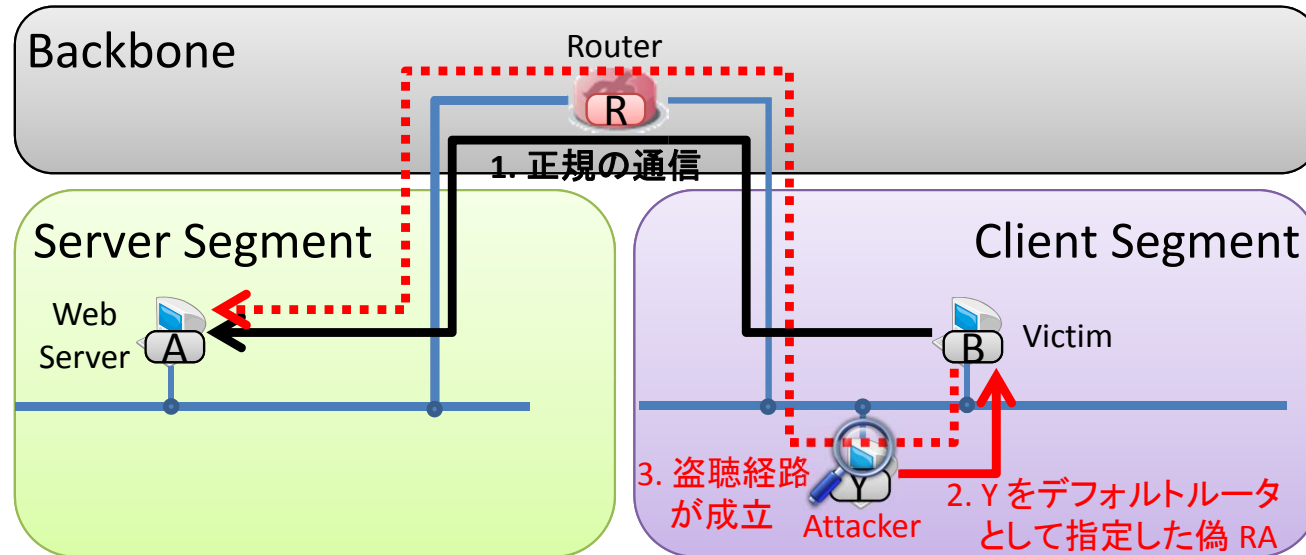 Backbone
Router
R
1. 正規の通信
Server Segment
Client Segment
Web
Server
A
B
Victim
3. 盗聴経路
が成立
Y
Attacker
2. Y をデフォルトルータ
として指定した偽 RA